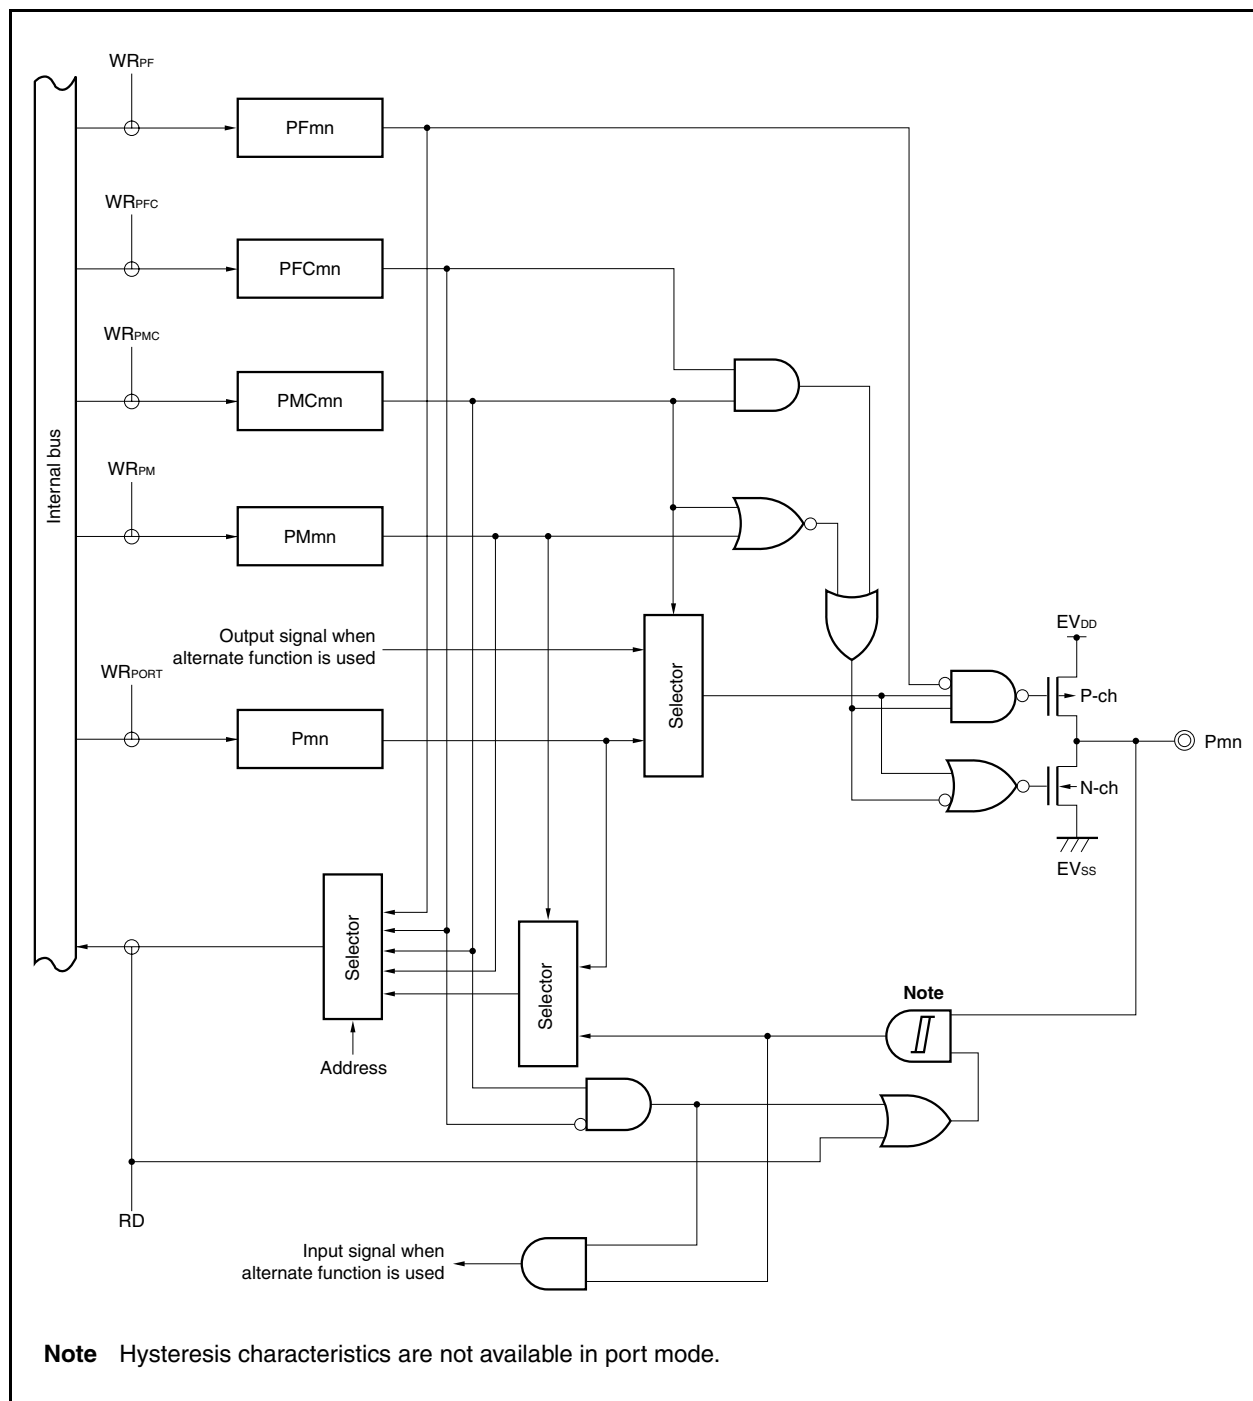 WRPF
PFmn
WRPFC
PFCmn
WRPMC
PMCmn
Internal bus
WRPM
PMmn
Output signal when
alternate function is used
WRPORT
Pmn
Selector
EVDD
P-ch
Pmn
N-ch
EVSS
Selector
Selector
Note
Address
RD
Input signal when
alternate function is used
Note Hysteresis characteristics are not available in port mode.